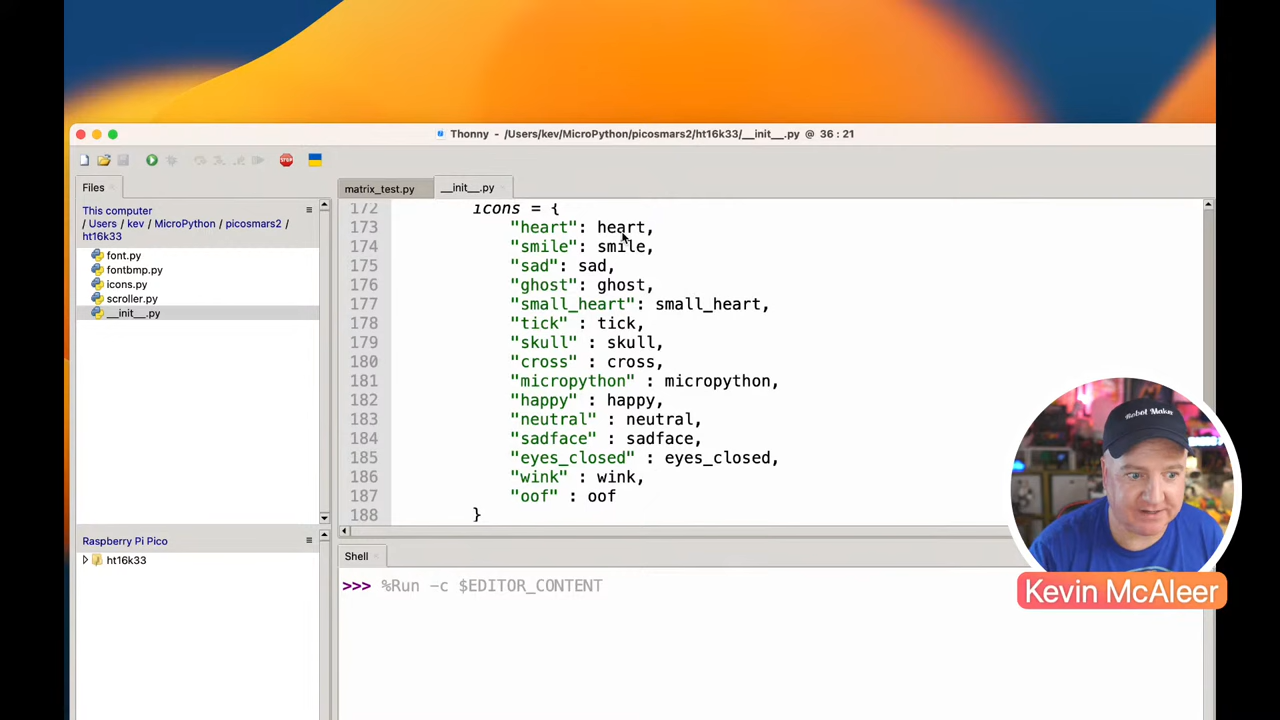 Thonny - /Users/kev/MicroPython/picosmars2/ht16k33/__init__.py @ 36 : 21
STOP
Files
This computer
/ Users / kev / MicroPython / picosmars2 /
ht16k33
font.py
fontbmp.py
icons.py
scroller.py
__init__.py
Raspberry Pi Pico
ht16k33
matrix_test.py
__init__.py
172 icons = {
173 "heart": heart,
174 "smile": smile,
175 "sad": sad,
176 "ghost": ghost,
177 "small_heart": small_heart,
178 "tick" : tick,
179 "skull" : skull,
180 "cross" : cross,
181 "micropython" : micropython,
182 "happy" : happy,
183 "neutral" : neutral,
184 "sadface" : sadface,
185 "eyes_closed" : eyes_closed,
186 "wink" : wink,
187 "oof" : oof
188 }
Shell
>>> %Run -c $EDITOR_CONTENT
Kevin McAleer